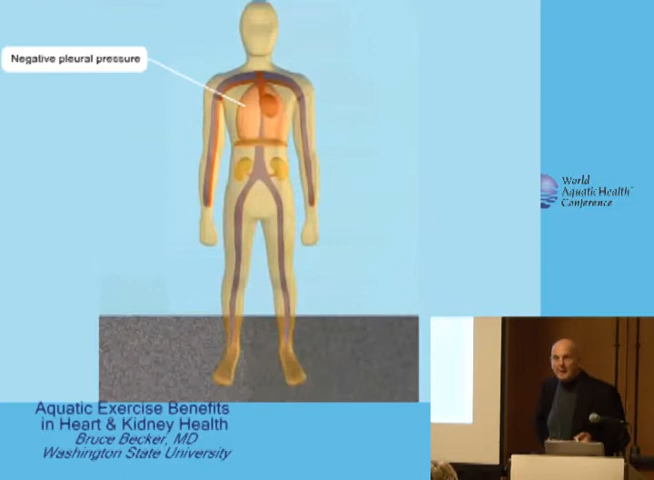 Negative pleural pressure
World
Aquatic Health™
Conference
Aquatic Exercise Benefits
in Heart & Kidney Health
Bruce Becker, MD
Washington State University